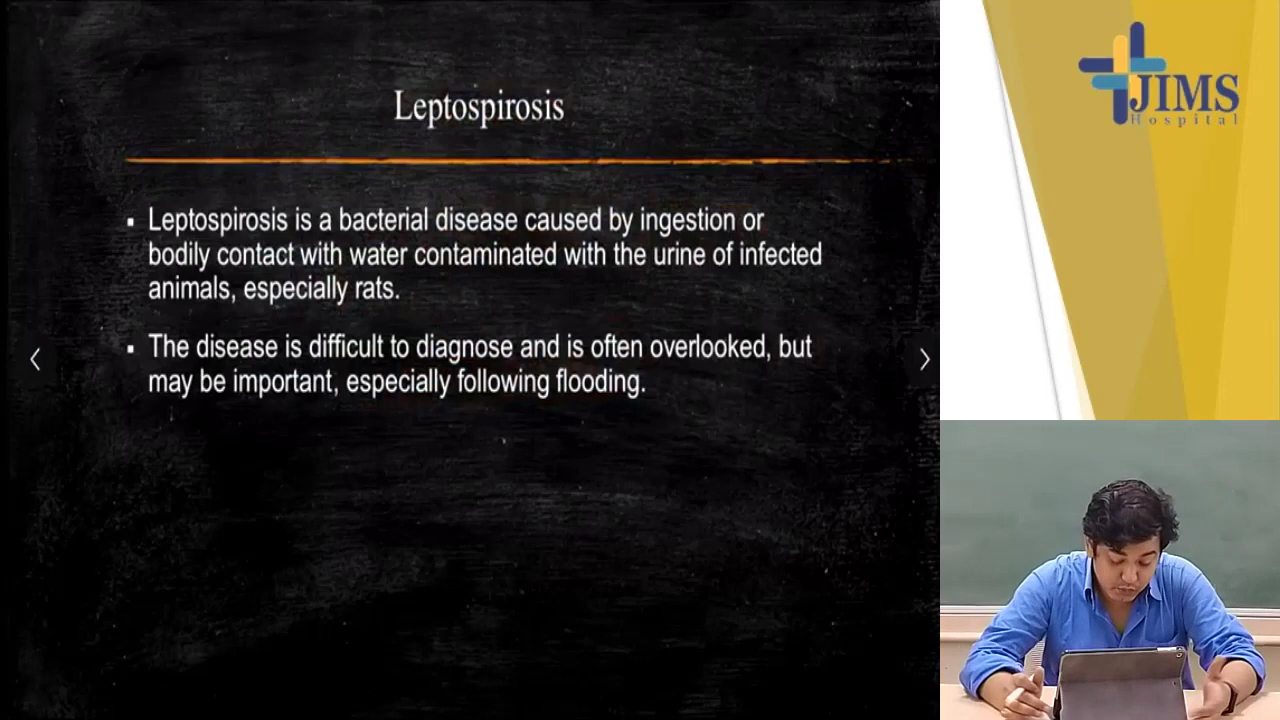 Leptospirosis
▪ Leptospirosis is a bacterial disease caused by ingestion or
bodily contact with water contaminated with the urine of infected
animals, especially rats.
▪ The disease is difficult to diagnose and is often overlooked, but
may be important, especially following flooding.
JIMS
Hospital